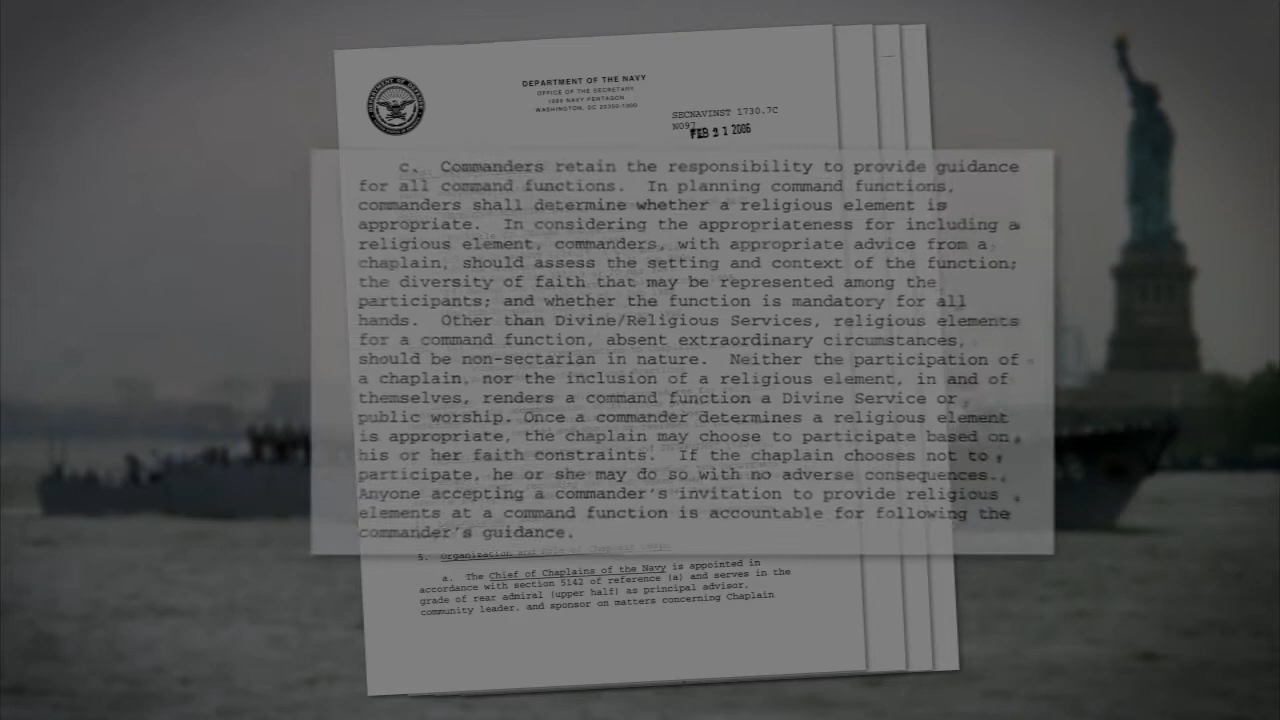 DEPARTMENT OF THE NAVY
OFFICE OF THE SECRETARY
1000 NAVY PENTAGON
WASHINGTON, DC 20350-1000
SECNAVINST 1730.7C
N097
FEB 21 2006
c. Commanders retain the responsibility to provide guidance
for all command functions. In planning command functions,
commanders shall determine whether a religious element is
appropriate. In considering the appropriateness for including a
religious element, commanders, with appropriate advice from a
chaplain, should assess the setting and context of the function;
the diversity of faith that may be represented among the
participants; and whether the function is mandatory for all
hands. Other than Divine/Religious Services, religious elements
for a command function, absent extraordinary circumstances,
should be non-sectarian in nature. Neither the participation of
a chaplain, nor the inclusion of a religious element, in and of
themselves, renders a command function a Divine Service or
public worship. Once a commander determines a religious element
is appropriate, the chaplain may choose to participate based on
his or her faith constraints. If the chaplain chooses not to
participate, he or she may do so with no adverse consequences.
Anyone accepting a commander's invitation to provide religious
elements at a command function is accountable for following the
commander's guidance.
5. Organization and Role of Chaplain Corps
a. The Chief of Chaplains of the Navy is appointed in
accordance with section 5142 of reference (a) and serves in the
grade of rear admiral (upper half) as principal advisor,
community leader, and sponsor on matters concerning Chaplain